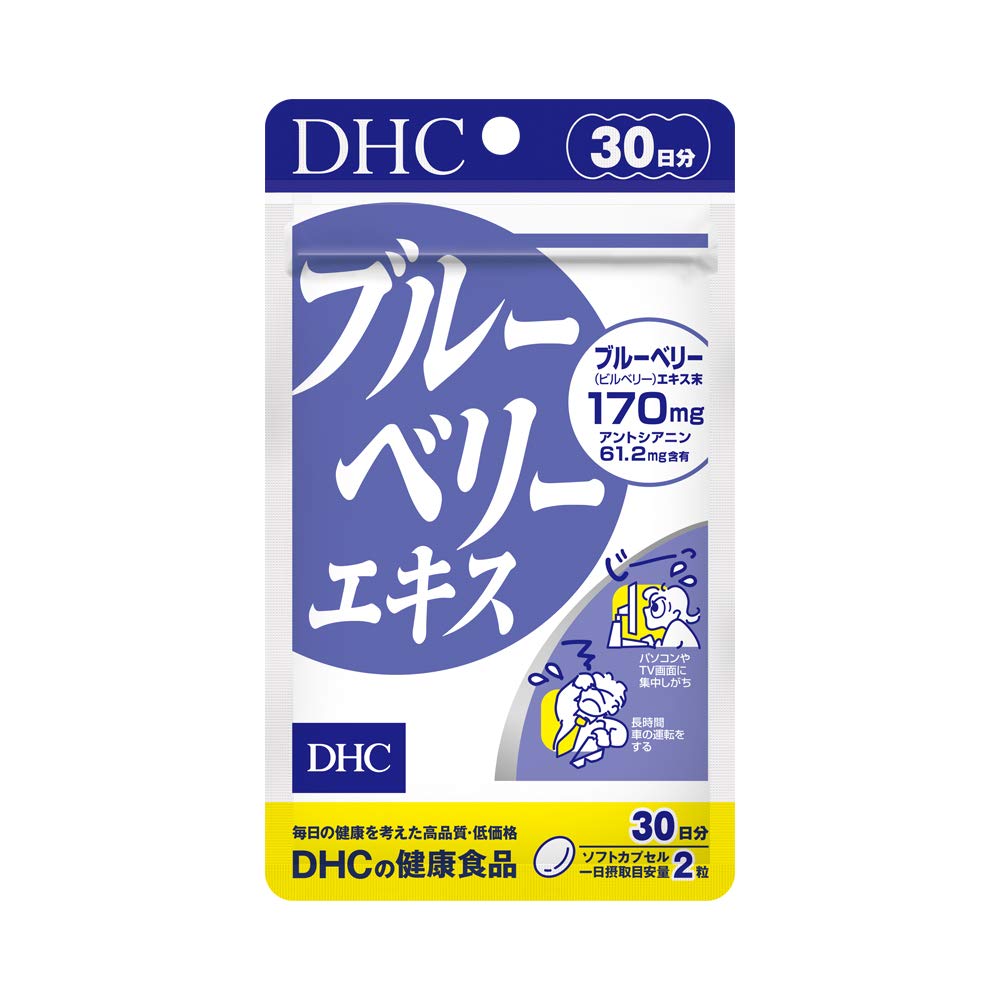 DHC
30日分
ブルー
ベリー
エキス
ブルーベリー
(ビルベリー)エキス末
170mg
アントシアニン
61.2mg含有
じーっ
パソコンや
TV画面に
集中しがち
長時間
車の運転を
する
DHC
毎日の健康を考えた高品質・低価格
DHCの健康食品
30日分
ソフトカプセル
一日摂取目安量2粒